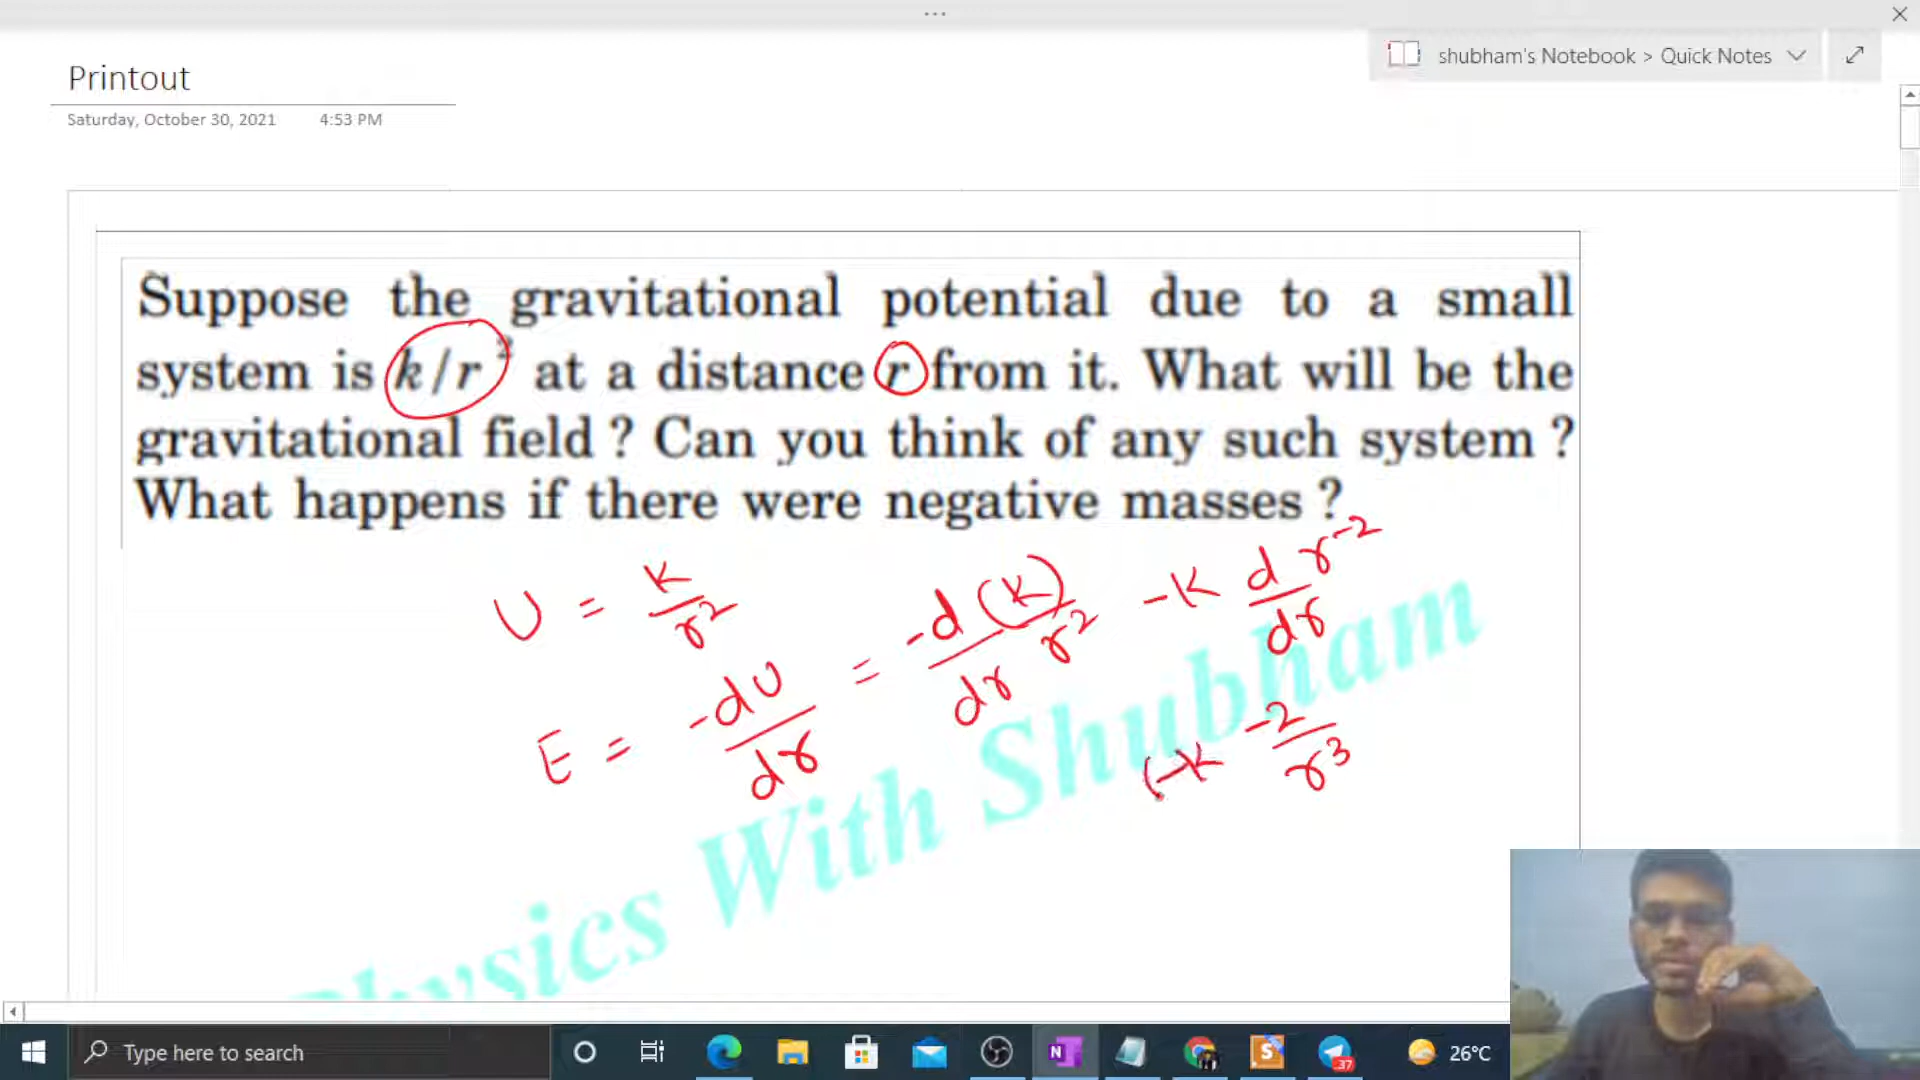 shubham's Notebook > Quick Notes
Printout
Saturday, October 30, 2021 4:53 PM
Suppose the gravitational potential due to a small
system is k/r² at a distance r from it. What will be the
gravitational field ? Can you think of any such system ?
What happens if there were negative masses ?
U = K/r²
E = -dU/dr = -d(K)/dr r² -K d/dr r⁻²
(-K -2/r³
Physics With Shubham
Type here to search
37
26°C